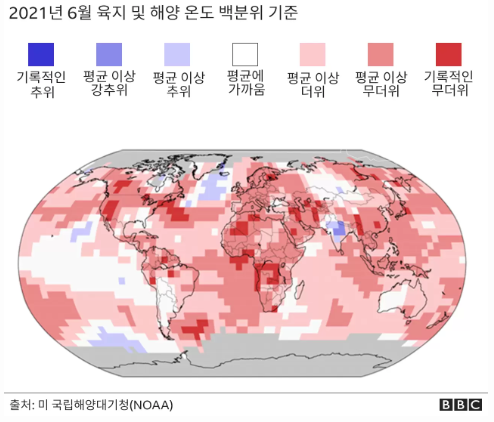 2021년 6월 육지 및 해양 온도 백분위 기준
기록적인 추위
평균 이상 강추위
평균 이상 추위
평균에 가까움
평균 이상 더위
평균 이상 무더위
기록적인 무더위
출처: 미 국립해양대기청(NOAA)
BBC